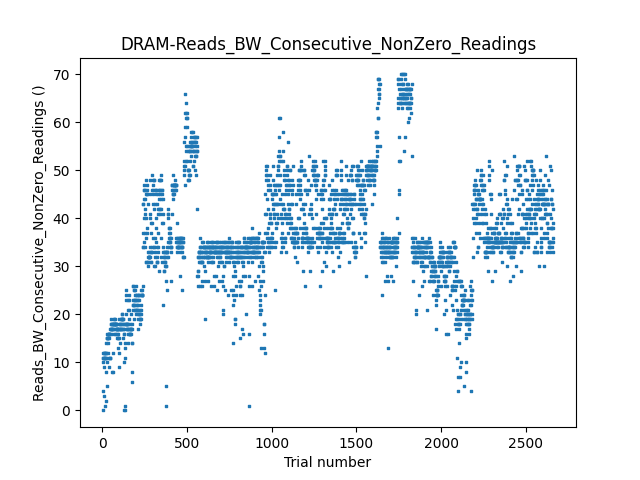 DRAM-Reads_BW_Consecutive_NonZero_Readings
Reads_BW_Consecutive_NonZero_Readings ()
70
60
50
40
30
20
10
0
0 500 1000 1500 2000 2500
Trial number